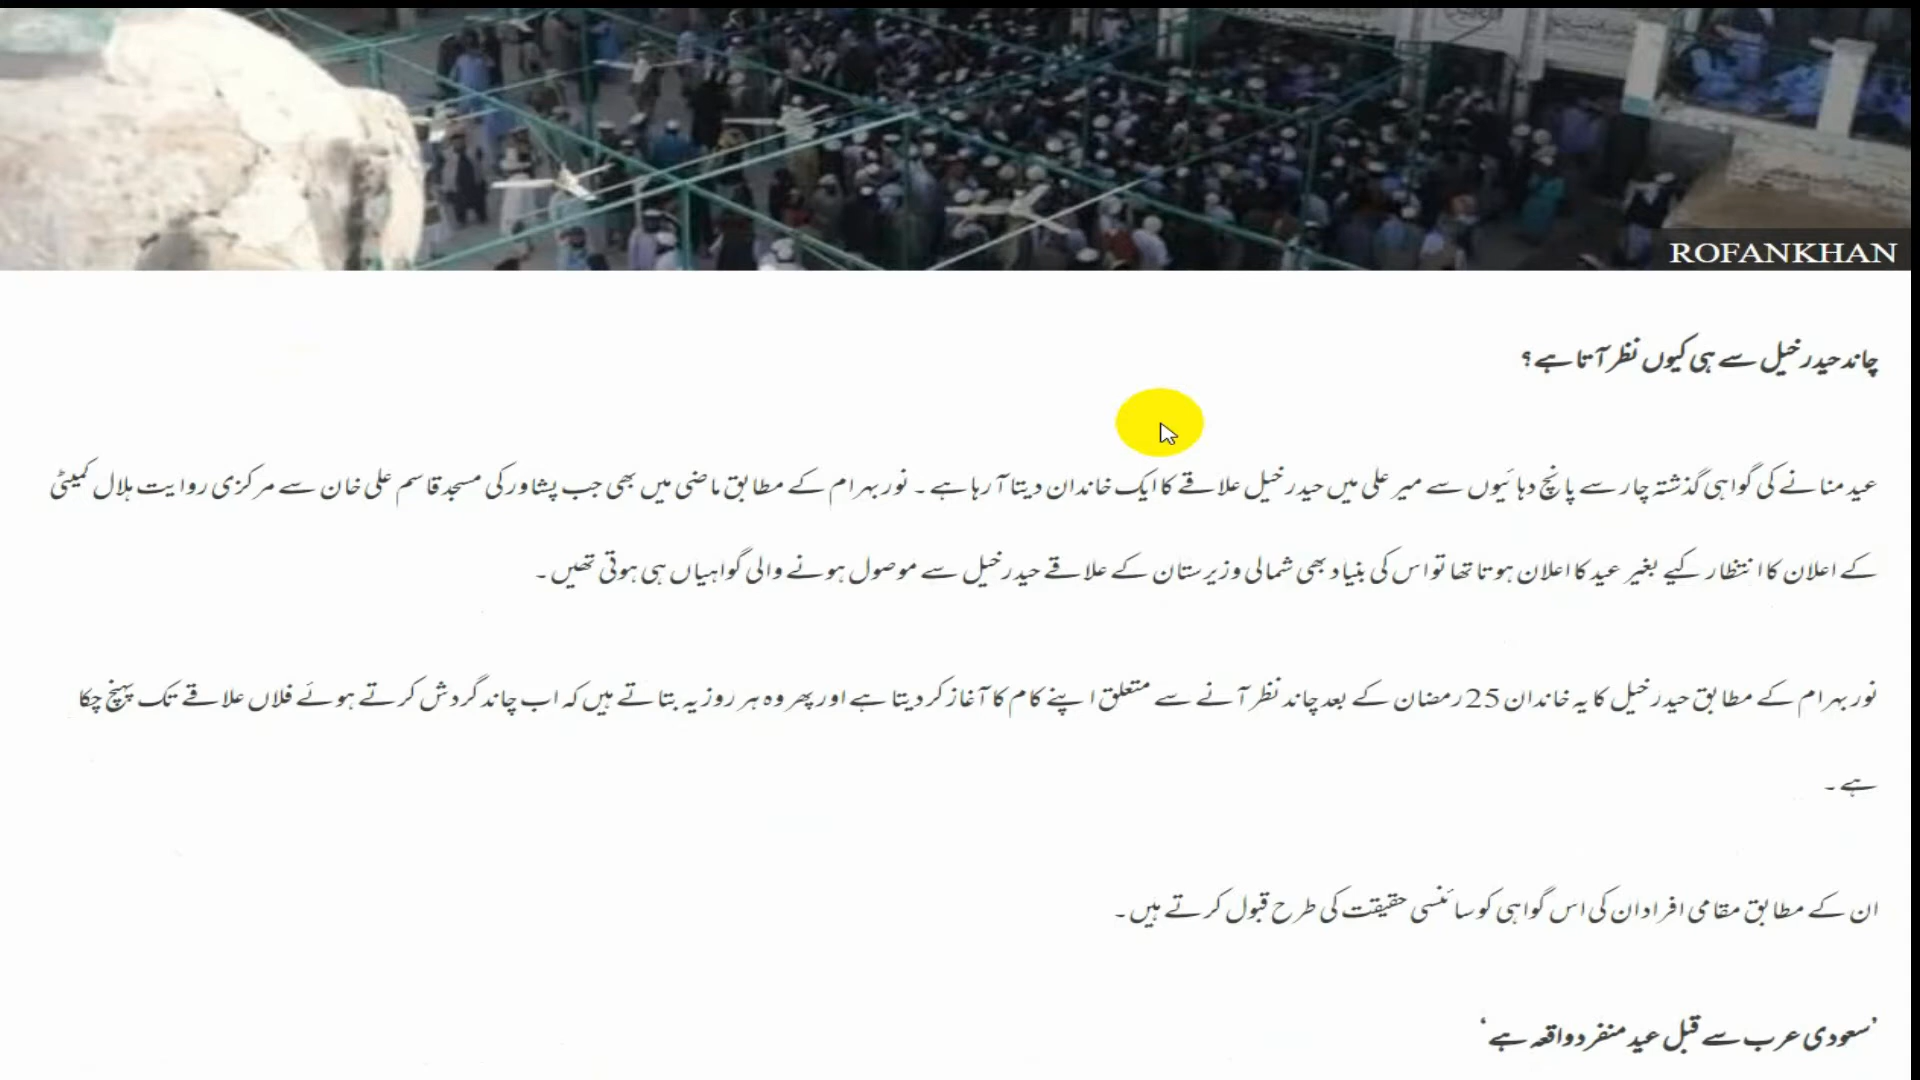 ROFANKHAN
چاند حیدر خیل سے ہی کیوں نظر آتا ہے؟
عید منانے کی گواہی گذشتہ چار سے پانچ دہائیوں سے میر علی میں حیدر خیل علاقے کا ایک خاندان دیتا آ رہا ہے۔ نور بہرام کے مطابق ماضی میں بھی جب پشاور کی مسجد قاسم علی خان سے مرکزی روایت ہلال کمیٹی
کے اعلان کا انتظار کیے بغیر عید کا اعلان ہوتا تھا تو اس کی بنیاد بھی شمالی وزیرستان کے علاقے حیدر خیل سے موصول ہونے والی گواہیاں ہی ہوتی تھیں۔
نور بہرام کے مطابق حیدر خیل کا یہ خاندان 25 رمضان کے بعد چاند نظر آنے سے متعلق اپنے کام کا آغاز کر دیتا ہے اور پھر وہ ہر روز یہ بتاتے ہیں کہ اب چاند گردش کرتے ہوئے فلاں علاقے تک پہنچ چکا
ہے۔
ان کے مطابق مقامی افراد ان کی اس گواہی کو سائنسی حقیقت کی طرح قبول کرتے ہیں۔
’سعودی عرب سے قبل عید منفرد واقعہ ہے‘